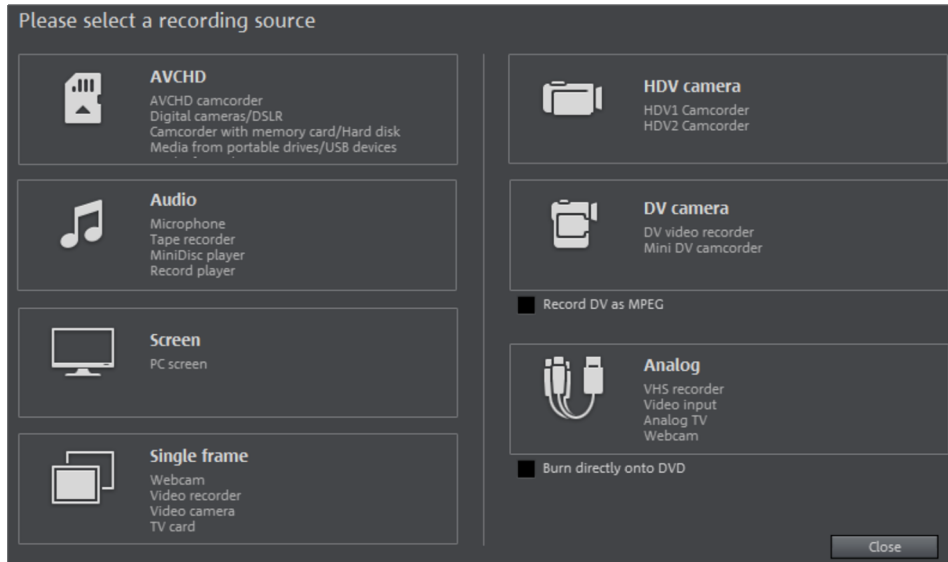 Please select a recording source
AVCHD
AVCHD camcorder
Digital cameras/DSLR
Camcorder with memory card/Hard disk
Media from portable drives/USB devices
Audio
Microphone
Tape recorder
MiniDisc player
Record player
Screen
PC screen
Single frame
Webcam
Video recorder
Video camera
TV card
HDV camera
HDV1 Camcorder
HDV2 Camcorder
DV camera
DV video recorder
Mini DV camcorder
Record DV as MPEG
Analog
VHS recorder
Video input
Analog TV
Webcam
Burn directly onto DVD
Close